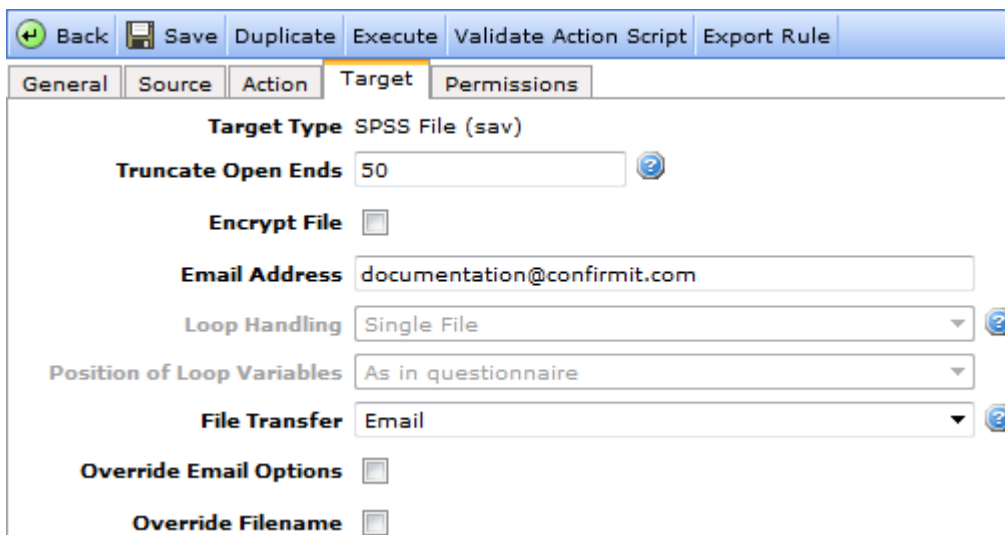 Back Save Duplicate Execute Validate Action Script Export Rule
General Source Action Target Permissions
Target Type SPSS File (sav)
Truncate Open Ends 50
Encrypt File
Email Address documentation@confirmit.com
Loop Handling Single File
Position of Loop Variables As in questionnaire
File Transfer Email
Override Email Options
Override Filename